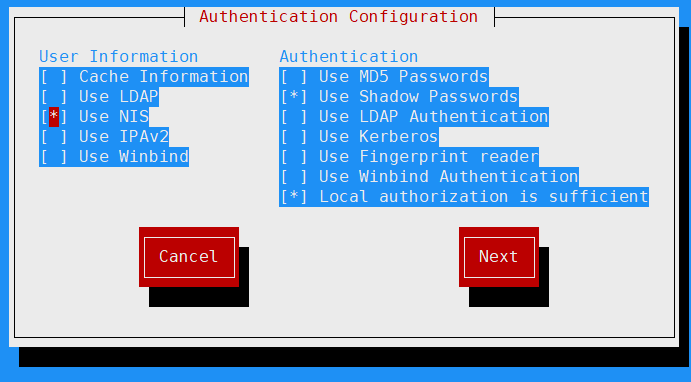 Authentication Configuration
User Information
[ ] Cache Information
[ ] Use LDAP
[*] Use NIS
[ ] Use IPAv2
[ ] Use Winbind
Authentication
[ ] Use MD5 Passwords
[*] Use Shadow Passwords
[ ] Use LDAP Authentication
[ ] Use Kerberos
[ ] Use Fingerprint reader
[ ] Use Winbind Authentication
[*] Local authorization is sufficient
Cancel
Next